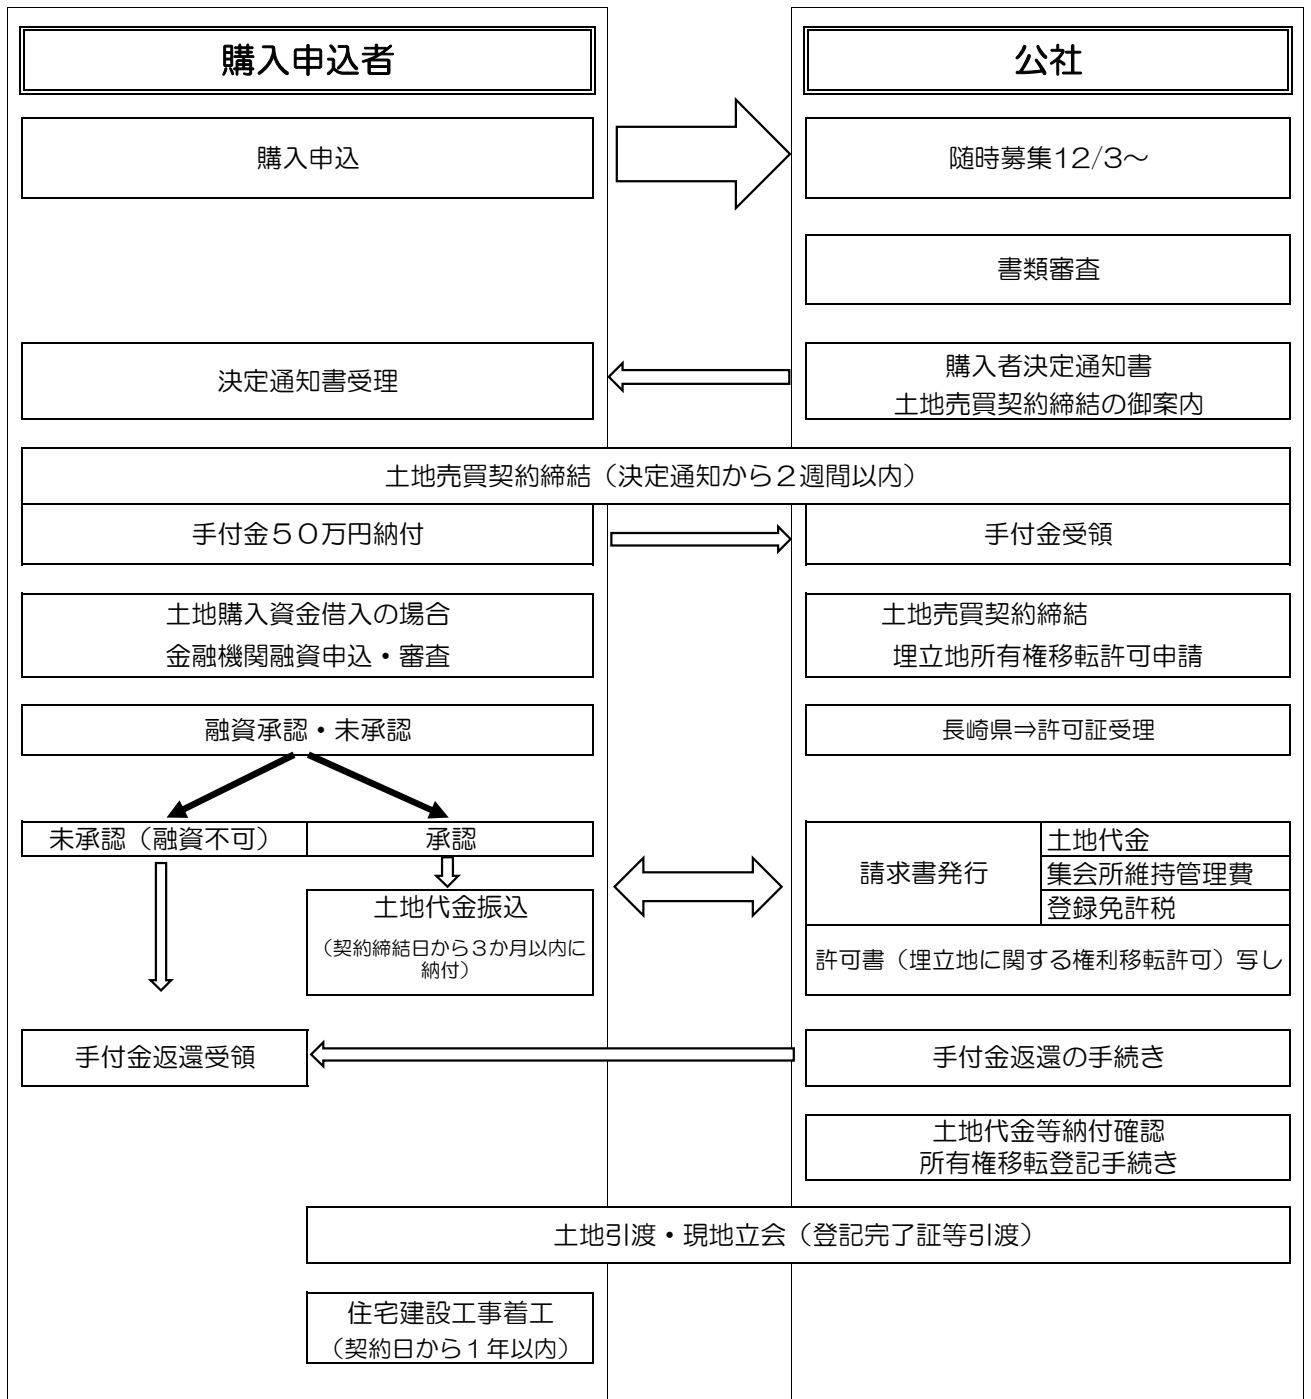 購入申込者
公社
購入申込
随時募集12/3～
書類審査
決定通知書受理
購入者決定通知書
土地売買契約締結の御案内
土地売買契約締結（決定通知から２週間以内）
手付金５０万円納付
手付金受領
土地購入資金借入の場合
金融機関融資申込・審査
土地売買契約締結
埋立地所有権移転許可申請
融資承認・未承認
長崎県⇒許可証受理
未承認（融資不可）
承認
土地代金振込
（契約締結日から３か月以内に
納付）
請求書発行
土地代金
集会所維持管理費
登録免許税
許可書（埋立地に関する権利移転許可）写し
手付金返還受領
手付金返還の手続き
土地代金等納付確認
所有権移転登記手続き
土地引渡・現地立会（登記完了証等引渡）
住宅建設工事着工
（契約日から１年以内）